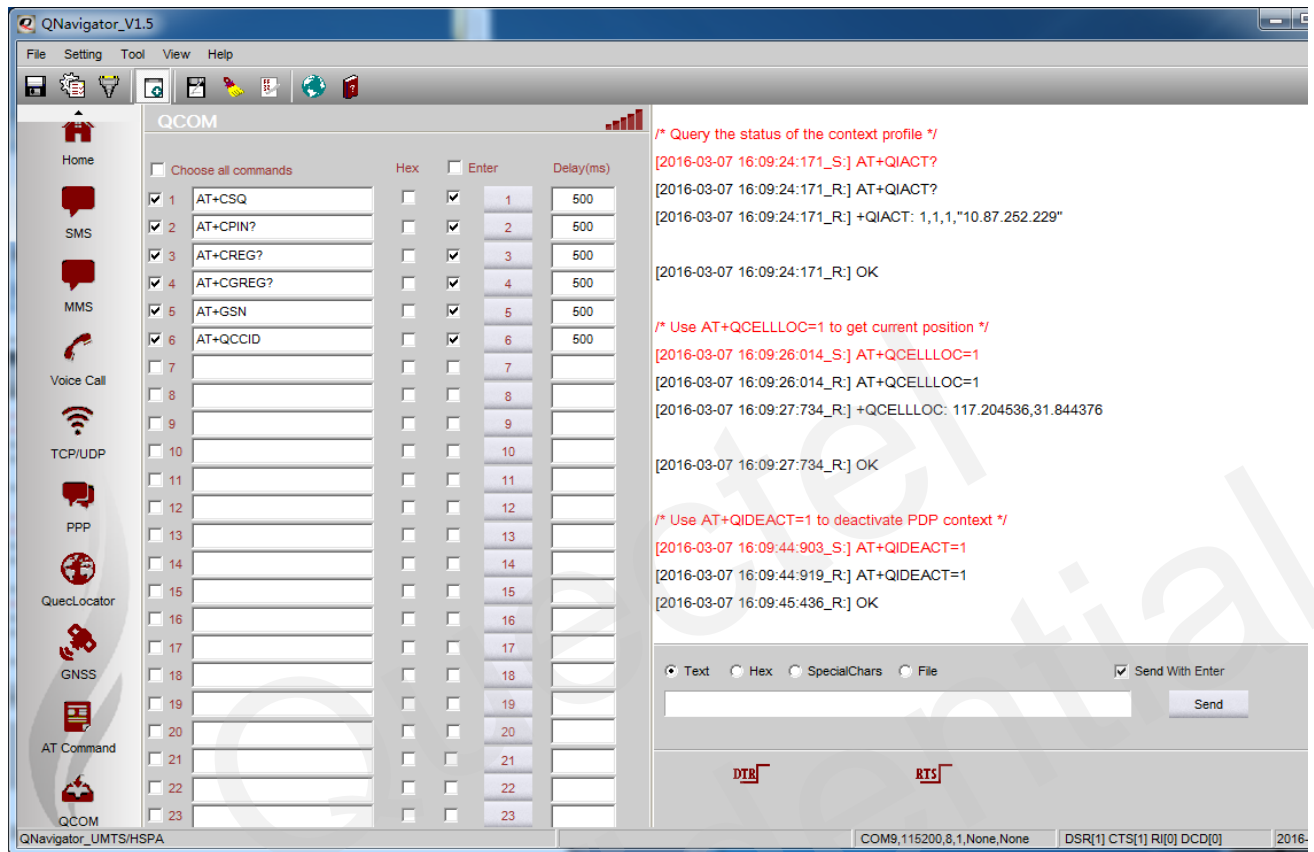 QNavigator_V1.5
File Setting Tool View Help
Home
SMS
MMS
Voice Call
TCP/UDP
PPP
QuecLocator
GNSS
AT Command
QCOM
QCOM
Choose all commands Hex Enter Delay(ms)
1 AT+CSQ 1 500
2 AT+CPIN? 2 500
3 AT+CREG? 3 500
4 AT+CGREG? 4 500
5 AT+GSN 5 500
6 AT+QCCID 6 500
7 7
8 8
9 9
10 10
11 11
12 12
13 13
14 14
15 15
16 16
17 17
18 18
19 19
20 20
21 21
22 22
23 23
/* Query the status of the context profile */
[2016-03-07 16:09:24:171_S:] AT+QIACT?
[2016-03-07 16:09:24:171_R:] AT+QIACT?
[2016-03-07 16:09:24:171_R:] +QIACT: 1,1,1,"10.87.252.229"
[2016-03-07 16:09:24:171_R:] OK
/* Use AT+QCELLLOC=1 to get current position */
[2016-03-07 16:09:26:014_S:] AT+QCELLLOC=1
[2016-03-07 16:09:26:014_R:] AT+QCELLLOC=1
[2016-03-07 16:09:27:734_R:] +QCELLLOC: 117.204536,31.844376
[2016-03-07 16:09:27:734_R:] OK
/* Use AT+QIDEACT=1 to deactivate PDP context */
[2016-03-07 16:09:44:903_S:] AT+QIDEACT=1
[2016-03-07 16:09:44:919_R:] AT+QIDEACT=1
[2016-03-07 16:09:45:436_R:] OK
Text Hex SpecialChars File Send With Enter
Send
DTR RTS
QNavigator_UMTS/HSPA COM9,115200,8,1,None,None DSR[1] CTS[1] RI[0] DCD[0] 2016-
Quectel